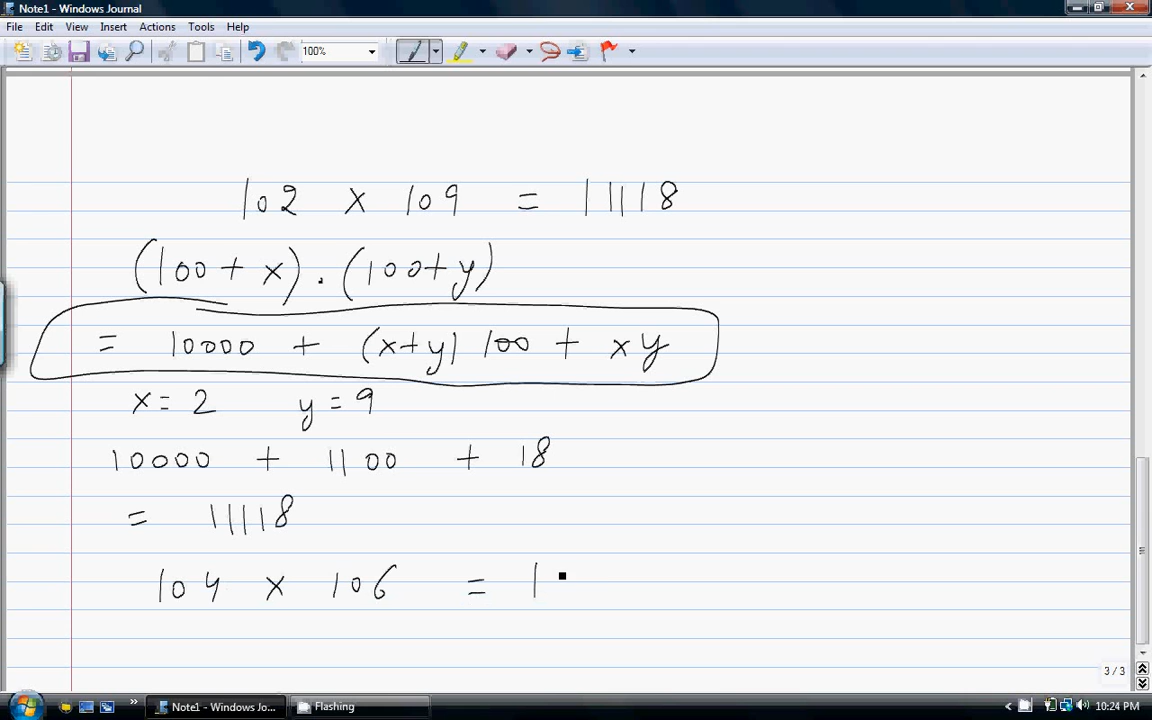 Note1 - Windows Journal
File Edit View Insert Actions Tools Help
100%
102 x 109 = 11118
(100 + x) . (100+y)
= 10000 + (x+y) 100 + xy
x = 2 y = 9
10000 + 1100 + 18
= 11118
104 x 106 = 1
3 / 3
» Note1 - Windows Jo... Flashing < 10:24 PM